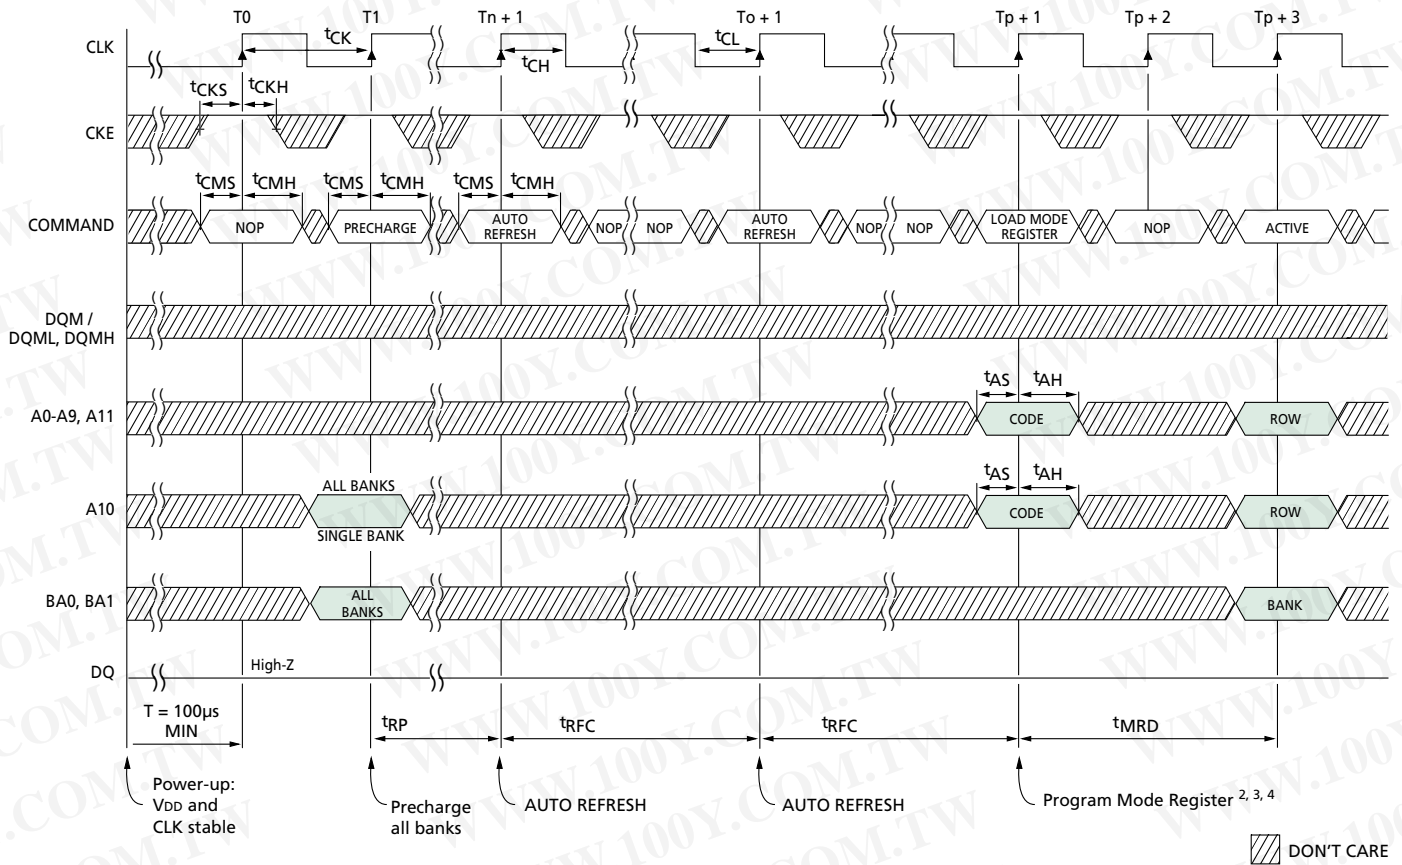 T0 T1 Tn + 1 To + 1 Tp + 1 Tp + 2 Tp + 3
CLK
tCK
tCH
tCL
tCKS tCKH
CKE
tCMS tCMH tCMS tCMH tCMS tCMH
COMMAND
NOP
PRECHARGE
AUTO
REFRESH
NOP
NOP
AUTO
REFRESH
NOP
NOP
LOAD MODE
REGISTER
NOP
ACTIVE
DQM /
DQML, DQMH
tAS tAH
A0-A9, A11
CODE
ROW
ALL BANKS
tAS tAH
A10
CODE
ROW
SINGLE BANK
BA0, BA1
ALL
BANKS
BANK
DQ
High-Z
T = 100µs
MIN
tRP
tRFC
tRFC
tMRD
Power-up:
VDD and
CLK stable
Precharge
all banks
AUTO REFRESH
AUTO REFRESH
Program Mode Register 2, 3, 4
DON'T CARE
WWW.100Y.COM.TW